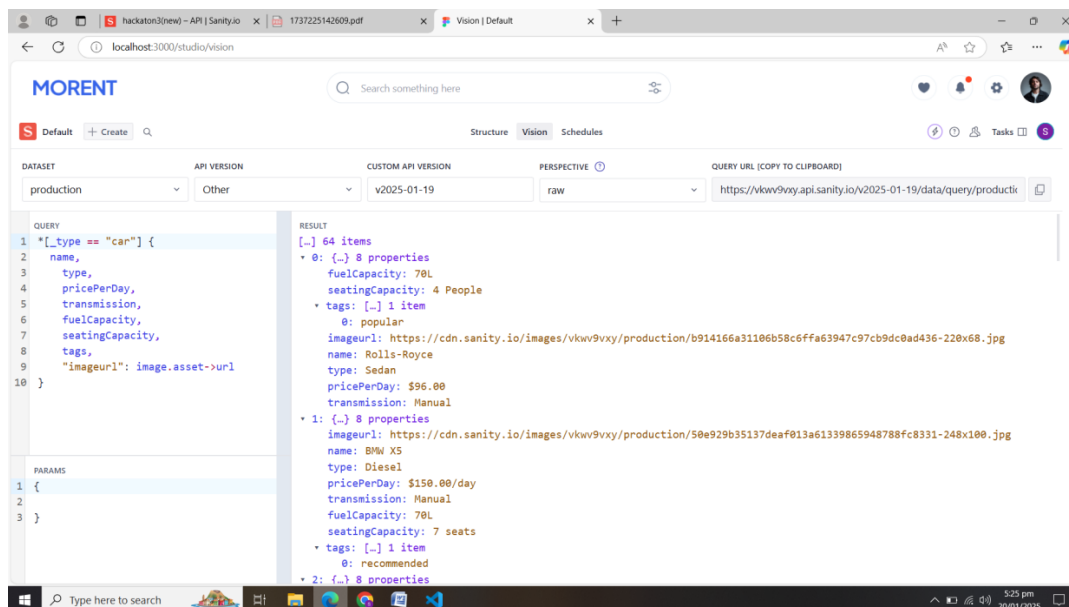 hackaton3(new) – API | Sanity.io
1737225142609.pdf
Vision | Default
localhost:3000/studio/vision
MORENT
Search something here
S Default + Create
Structure Vision Schedules
Tasks S
DATASET
API VERSION
CUSTOM API VERSION
PERSPECTIVE
QUERY URL [COPY TO CLIPBOARD]
production
Other
v2025-01-19
raw
https://vkwv9vxy.api.sanity.io/v2025-01-19/data/query/productic
QUERY
1 *[_type == "car"] {
2 name,
3 type,
4 pricePerDay,
5 transmission,
6 fuelCapacity,
7 seatingCapacity,
8 tags,
9 "imageurl": image.asset->url
10 }
PARAMS
1 {
2
3 }
RESULT
[…] 64 items
0: {…} 8 properties
fuelCapacity: 70L
seatingCapacity: 4 People
tags: […] 1 item
0: popular
imageurl: https://cdn.sanity.io/images/vkwv9vxy/production/b914166a31106b58c6ffa63947c97cb9dc0ad436-220x68.jpg
name: Rolls-Royce
type: Sedan
pricePerDay: $96.00
transmission: Manual
1: {…} 8 properties
imageurl: https://cdn.sanity.io/images/vkwv9vxy/production/50e929b35137deaf013a61339865948788fc8331-248x100.jpg
name: BMW X5
type: Diesel
pricePerDay: $150.00/day
transmission: Manual
fuelCapacity: 70L
seatingCapacity: 7 seats
tags: […] 1 item
0: recommended
2: {…} 8 properties
Type here to search
5:25 pm
20/01/2025